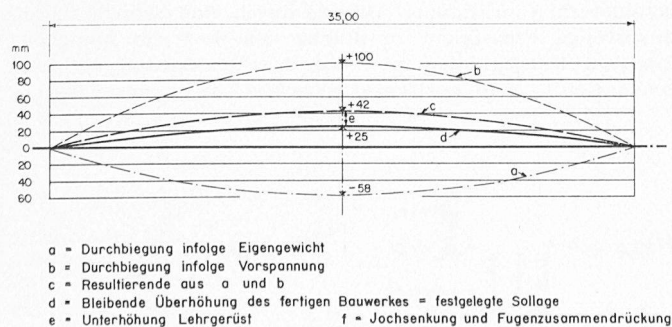 35,00
mm
100
80
60
40
20
0
20
40
60
+100
b
+42
c
e
+25
d
a
-58
a = Durchbiegung infolge Eigengewicht
b = Durchbiegung infolge Vorspannung
c = Resultierende aus a und b
d = Bleibende Überhöhung des fertigen Bauwerkes = festgelegte Sollage
e = Unterhöhung Lehrgerüst f = Jochsenkung und Fugenzusammendrückung